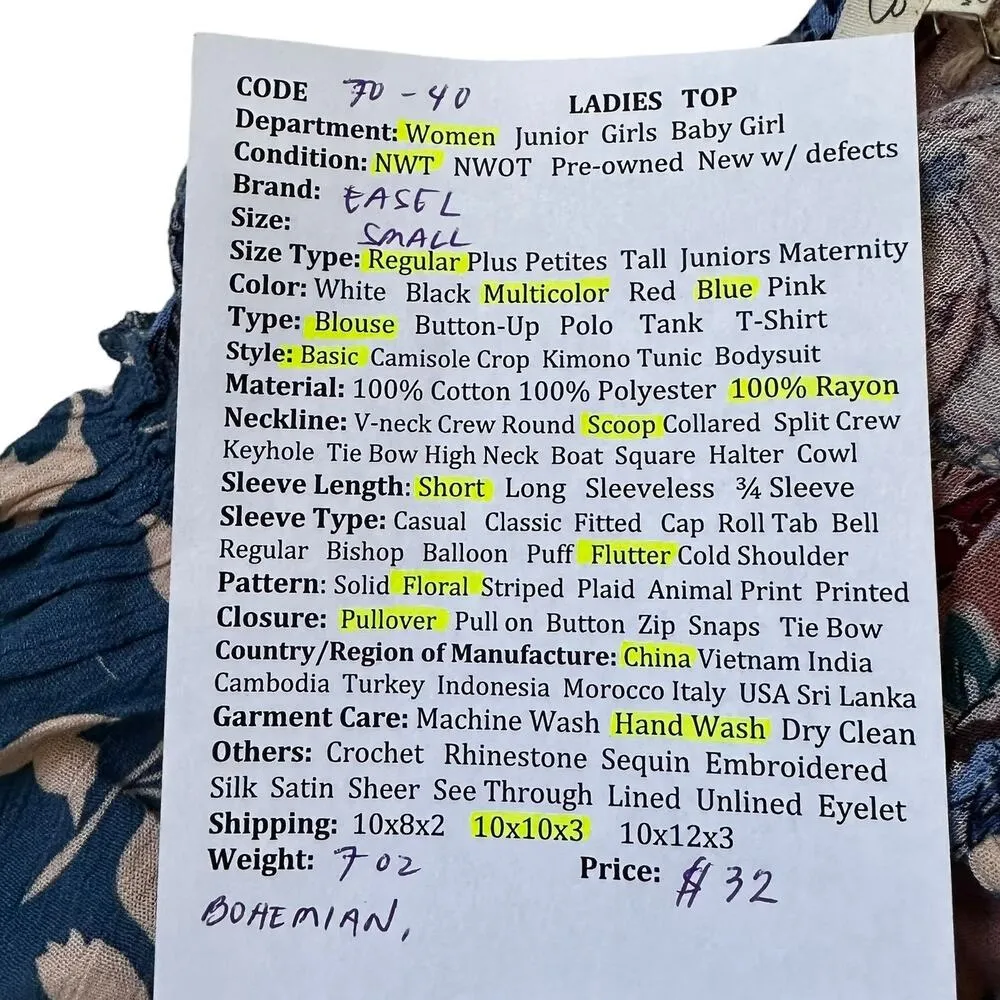 CODE 70-40 LADIES TOP
Department: Women Junior Girls Baby Girl
Condition: NWT NWOT Pre-owned New w/ defects
Brand: EASEL
Size: SMALL
Size Type: Regular Plus Petites Tall Juniors Maternity
Color: White Black Multicolor Red Blue Pink
Type: Blouse Button-Up Polo Tank T-Shirt
Style: Basic Camisole Crop Kimono Tunic Bodysuit
Material: 100% Cotton 100% Polyester 100% Rayon
Neckline: V-neck Crew Round Scoop Collared Split Crew
Keyhole Tie Bow High Neck Boat Square Halter Cowl
Sleeve Length: Short Long Sleeveless ¾ Sleeve
Sleeve Type: Casual Classic Fitted Cap Roll Tab Bell
Regular Bishop Balloon Puff Flutter Cold Shoulder
Pattern: Solid Floral Striped Plaid Animal Print Printed
Closure: Pullover Pull on Button Zip Snaps Tie Bow
Country/Region of Manufacture: China Vietnam India
Cambodia Turkey Indonesia Morocco Italy USA Sri Lanka
Garment Care: Machine Wash Hand Wash Dry Clean
Others: Crochet Rhinestone Sequin Embroidered
Silk Satin Sheer See Through Lined Unlined Eyelet
Shipping: 10x8x2 10x10x3 10x12x3
Weight: 7 oz Price: $32
BOHEMIAN,